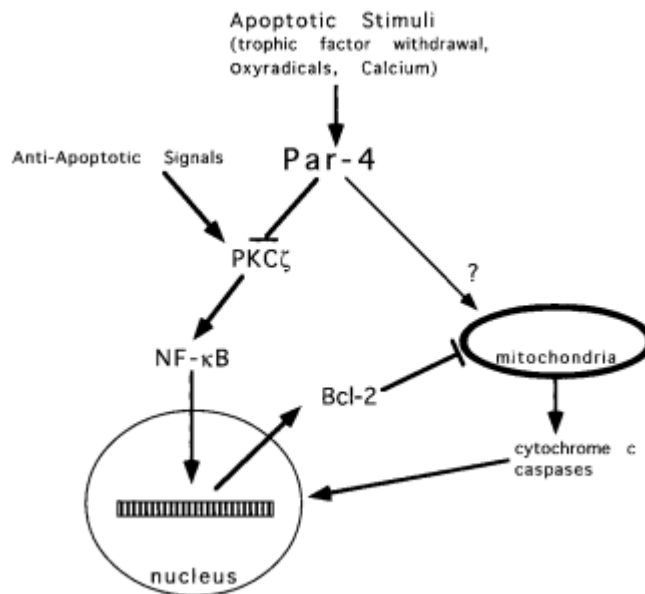 Apoptotic Stimuli
(trophic factor withdrawal,
oxyradicals, Calcium)
Anti-Apoptotic Signals
Par-4
PKCζ
?
NF-κB
mitochondria
Bcl-2
cytochrome c
caspases
nucleus